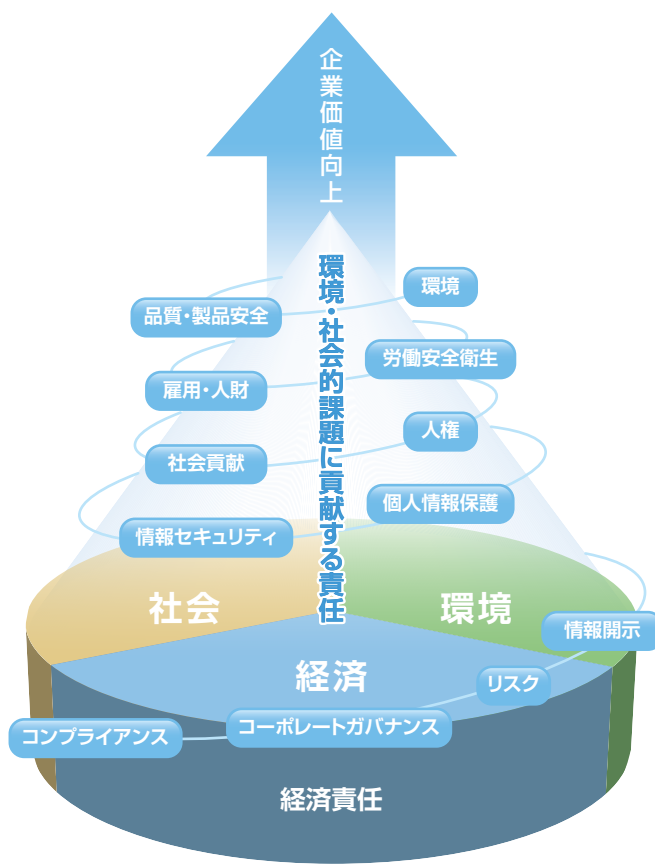 企業価値向上
環境・社会的課題に貢献する責任
環境
品質・製品安全
労働安全衛生
雇用・人財
人権
社会貢献
個人情報保護
情報セキュリティ
社会
環境
情報開示
経済
リスク
コーポレートガバナンス
コンプライアンス
経済責任